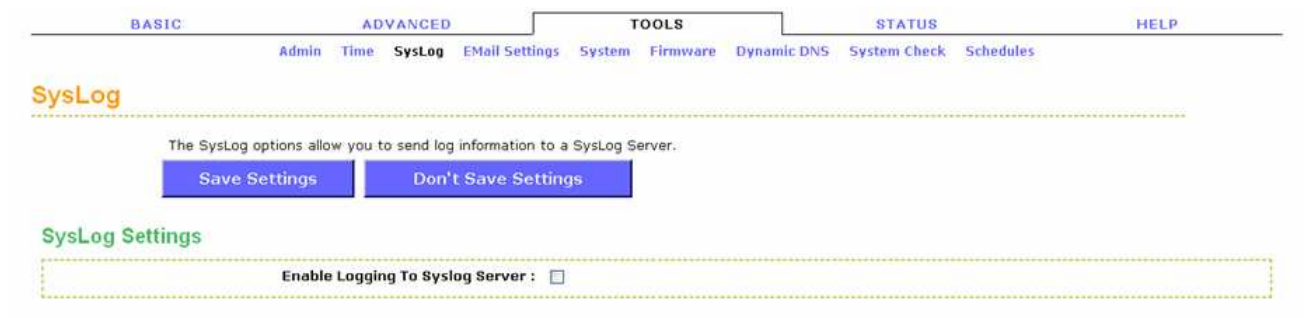 BASIC ADVANCED TOOLS STATUS HELP
Admin Time SysLog EMail Settings System Firmware Dynamic DNS System Check Schedules
SysLog
The SysLog options allow you to send log information to a SysLog Server.
Save Settings Don't Save Settings
SysLog Settings
Enable Logging To Syslog Server :